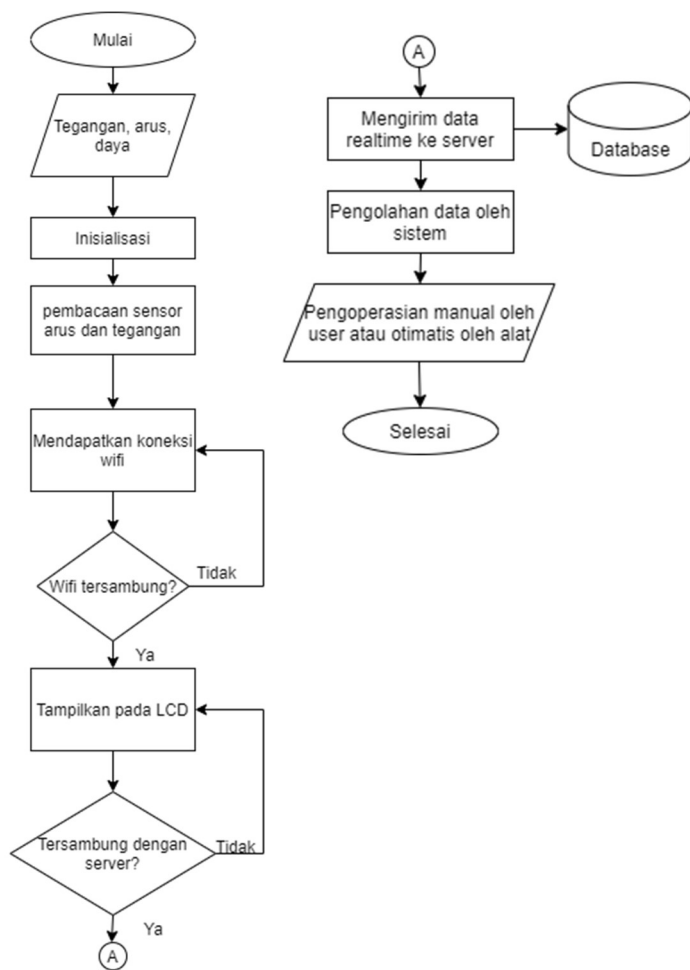 Mulai
Tegangan, arus,
daya
Inisialisasi
pembacaan sensor
arus dan tegangan
Mendapatkan koneksi
wifi
Wifi tersambung?
Tidak
Ya
Tampilkan pada LCD
Tersambung dengan
server?
Tidak
Ya
A
A
Mengirim data
realtime ke server
Database
Pengolahan data oleh
sistem
Pengoperasian manual oleh
user atau otimatis oleh alat
Selesai